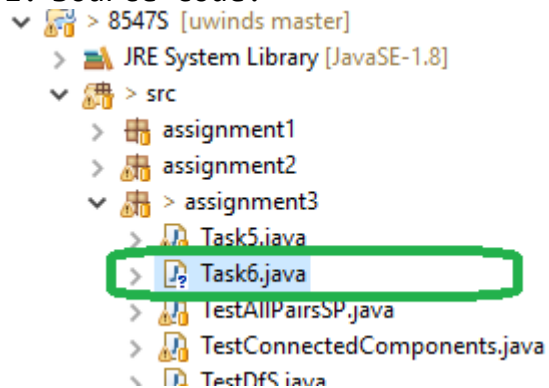 > 8547S [uwinds master]
> JRE System Library [JavaSE-1.8]
> src
> assignment1
> assignment2
> assignment3
> Task5.java
> Task6.java
> TestAllPairsSP.java
> TestConnectedComponents.java
> TestDfS.java